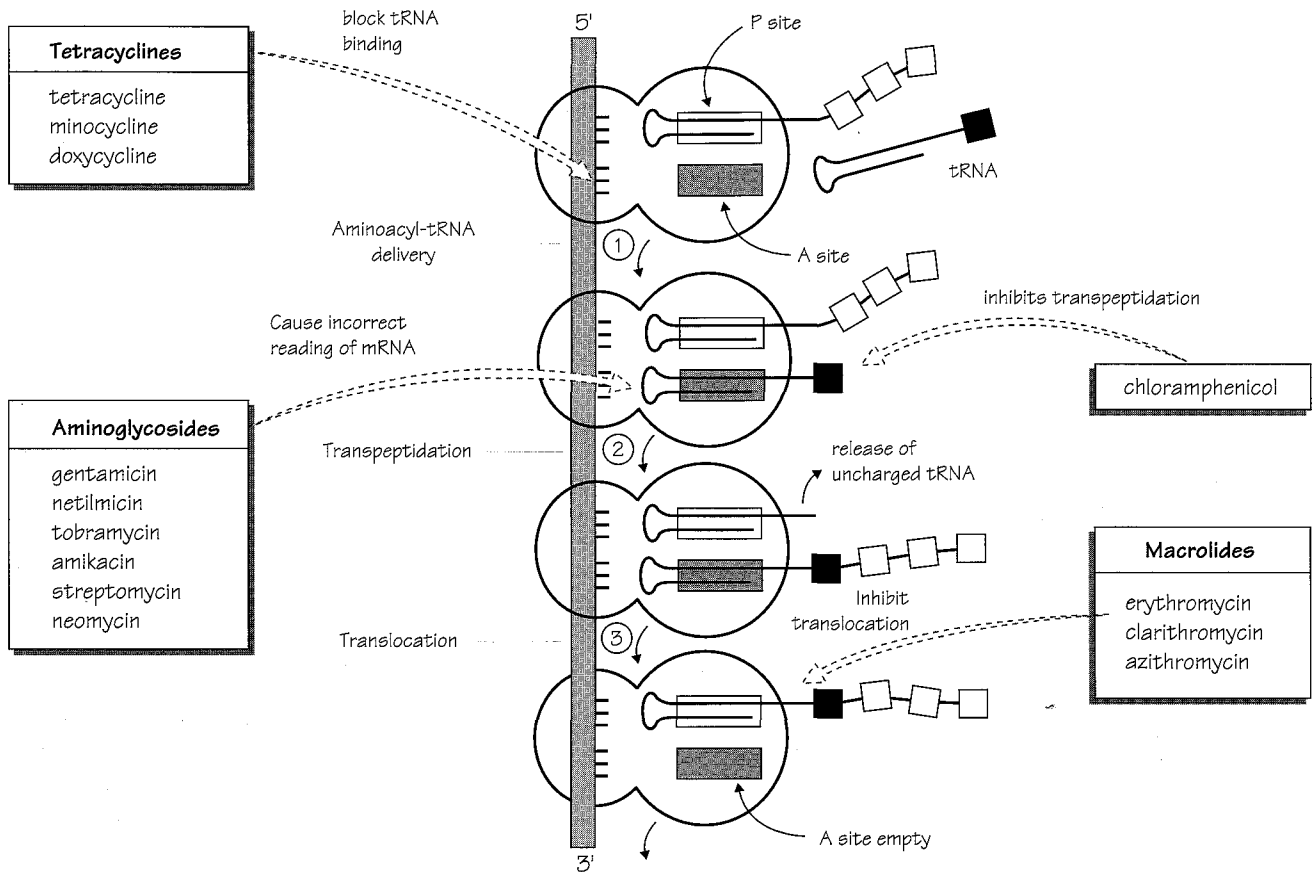 block tRNA
binding
5'
P site
Tetracyclines
tetracycline
minocycline
doxycycline
tRNA
Aminoacyl-tRNA
delivery
1
A site
Cause incorrect
reading of mRNA
inhibits transpeptidation
chloramphenicol
Aminoglycosides
gentamicin
netilmicin
tobramycin
amikacin
streptomycin
neomycin
Transpeptidation
2
release of
uncharged tRNA
Macrolides
erythromycin
clarithromycin
azithromycin
Inhibit
translocation
Translocation
3
A site empty
3'